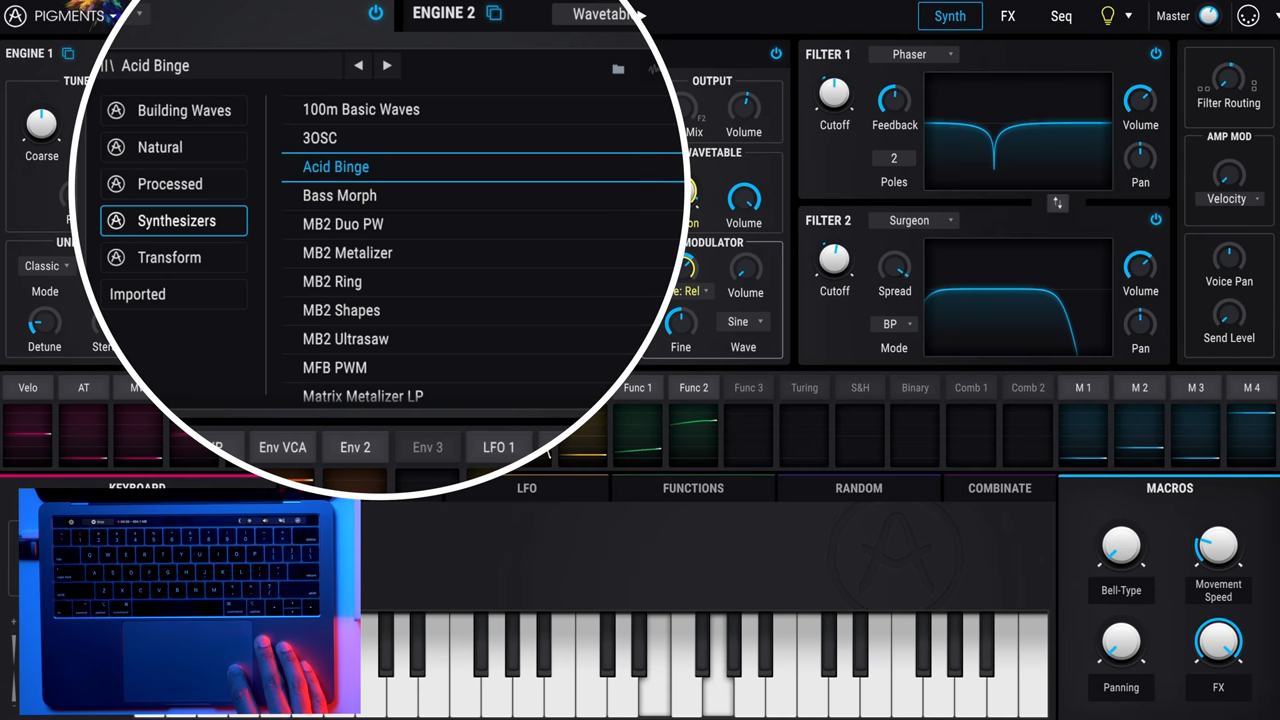 PIGMENTS
ENGINE 2
Synth
FX
Seq
Master
ENGINE 1
Acid Binge
Coarse
Building Waves
Natural
Processed
Synthesizers
Transform
Imported
100m Basic Waves
3OSC
Acid Binge
Bass Morph
MB2 Duo PW
MB2 Metalizer
MB2 Ring
MB2 Shapes
MB2 Ultrasaw
MFB PWM
Matrix Metalizer LP
Classic
Mode
Detune
OUTPUT
F2
Mix
Volume
Volume
Volume
Fine
Sine
Wave
FILTER 1
Phaser
Cutoff
Feedback
2
Poles
Volume
Pan
FILTER 2
Surgeon
Cutoff
Spread
BP
Mode
Volume
Pan
Filter Routing
AMP MOD
Velocity
Voice Pan
Send Level
Velo
AT
Env VCA
Env 2
Env 3
LFO 1
Func 1
Func 2
Func 3
Turing
S&H
Binary
Comb 1
Comb 2
M 1
M 2
M 3
M 4
KEYBOARD
LFO
FUNCTIONS
RANDOM
COMBINATE
MACROS
Bell-Type
Movement
Speed
Panning
FX